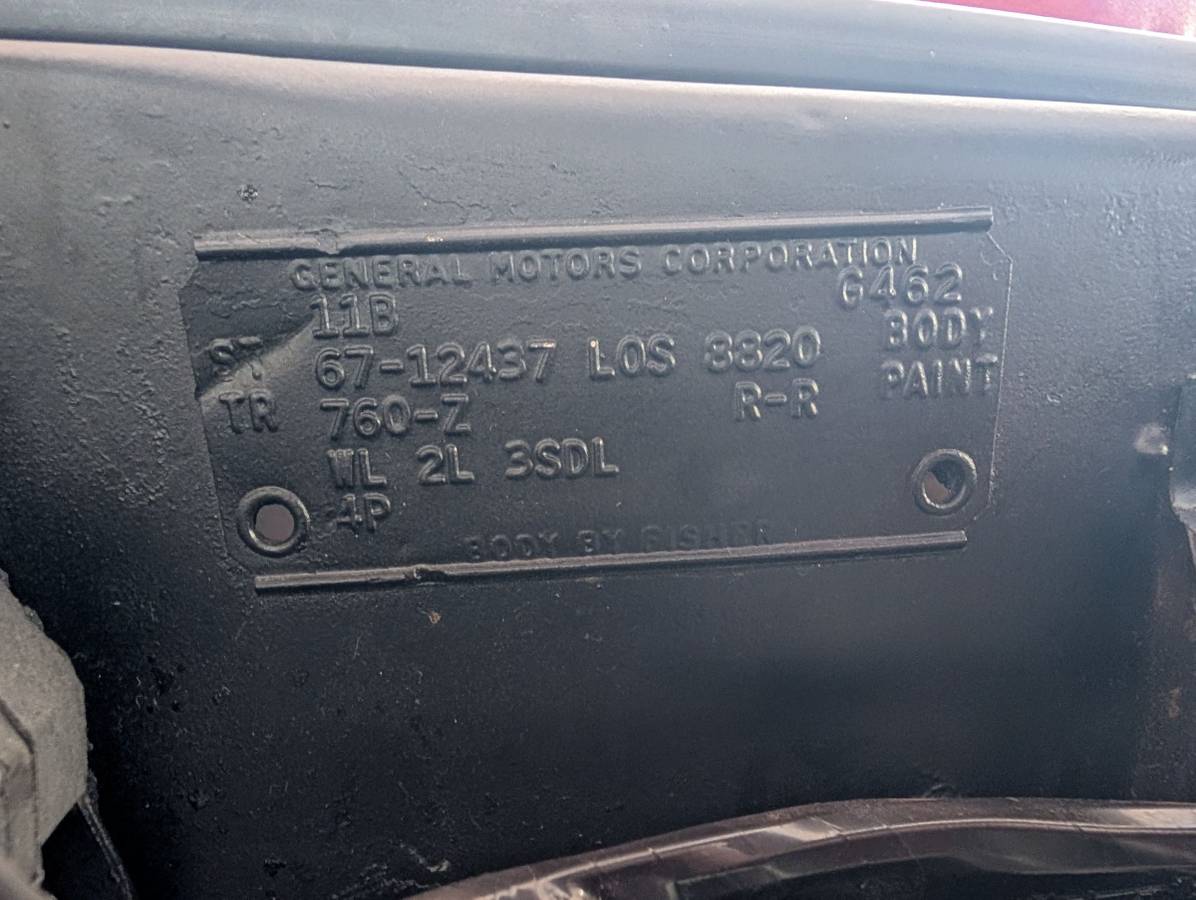 GENERAL MOTORS CORPORATION
11B G462
ST 67-12437 LOS 8820 BODY
TR 760-Z R-R PAINT
WL 2L 3SDL
4P
BODY BY FISHER